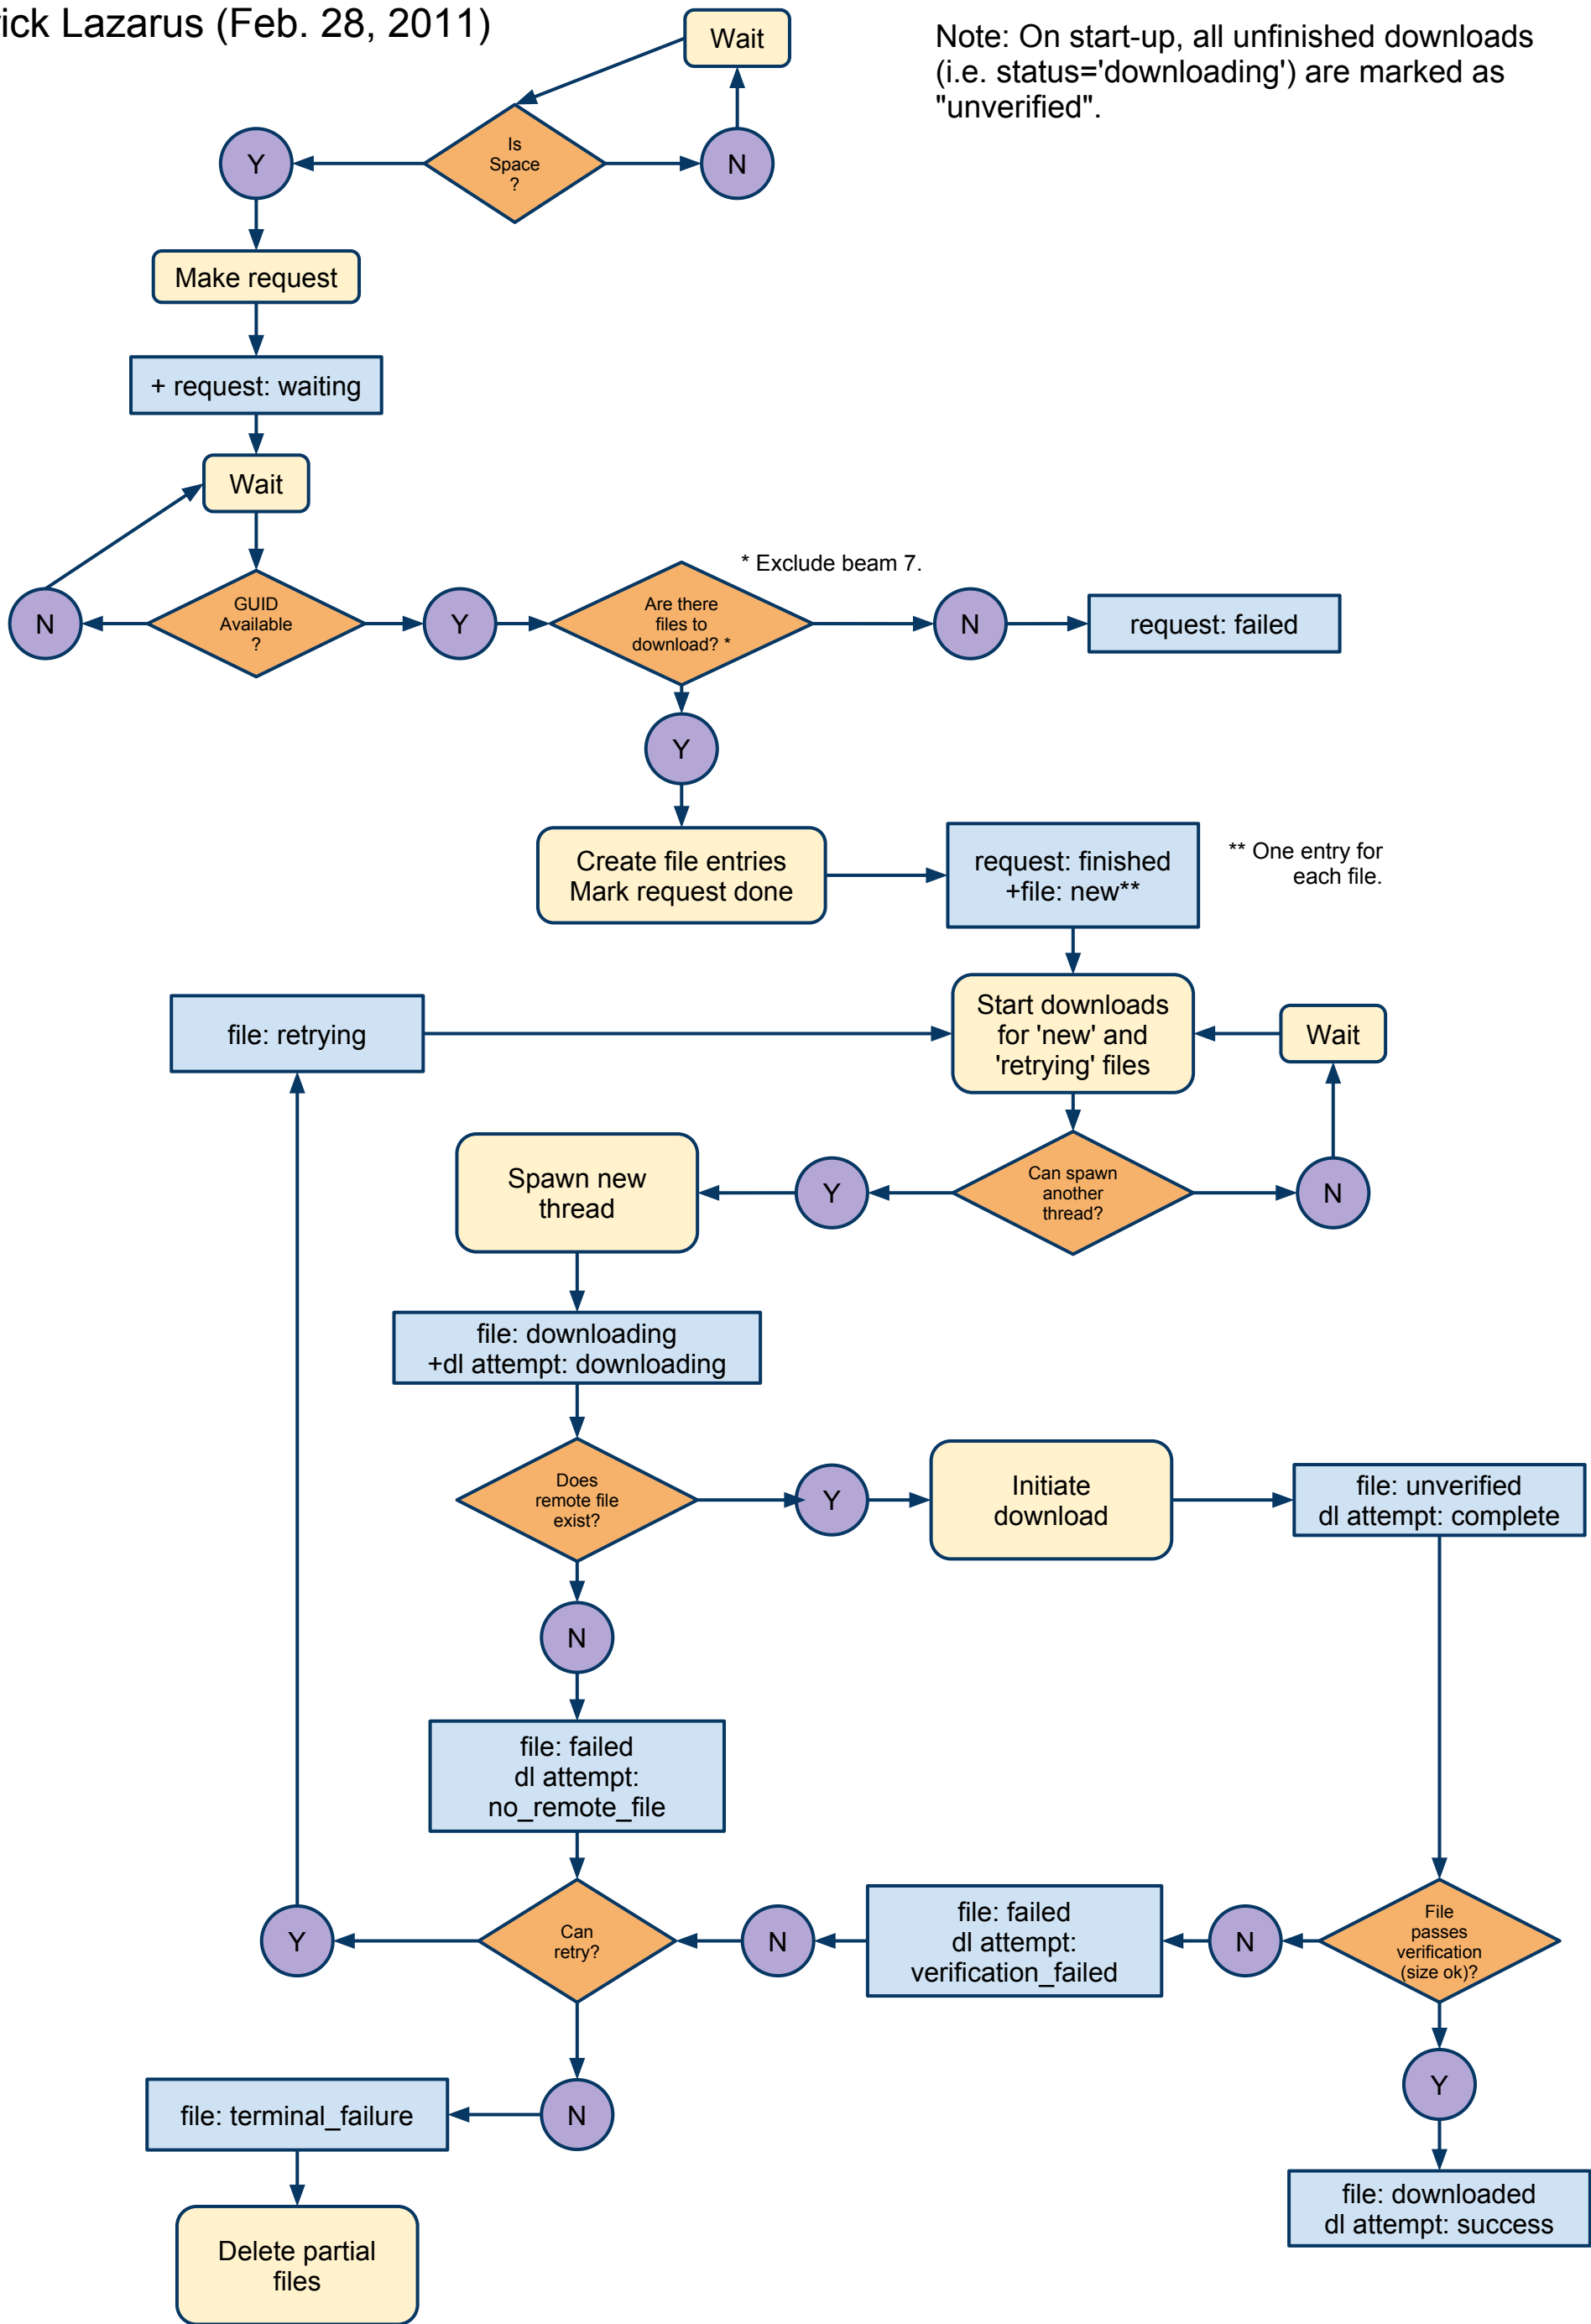 Lazarus (Feb. 28, 2011)
Wait
Note: On start-up, all unfinished downloads
(i.e. status='downloading') are marked as
"unverified".
Is
Space
?
Y
N
Make request
+ request: waiting
Wait
* Exclude beam 7.
N
GUID
Available
?
Y
Are there
files to
download? *
N
request: failed
Y
Create file entries
Mark request done
request: finished
+file: new**
** One entry for
each file.
file: retrying
Start downloads
for 'new' and
'retrying' files
Wait
Spawn new
thread
Y
Can spawn
another
thread?
N
file: downloading
+dl attempt: downloading
Does
remote file
exist?
Y
Initiate
download
file: unverified
dl attempt: complete
N
file: failed
dl attempt:
no_remote_file
Y
Can
retry?
N
file: failed
dl attempt:
verification_failed
N
File
passes
verification
(size ok)?
file: terminal_failure
N
Y
Delete partial
files
file: downloaded
dl attempt: success